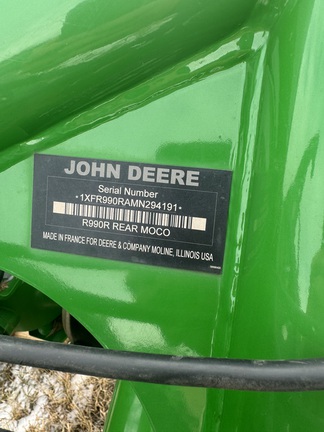 JOHN DEERE
Serial Number
*1XFR990RAMN294191*
R990R REAR MOCO
MADE IN FRANCE FOR DEERE & COMPANY MOLINE, ILLINOIS USA